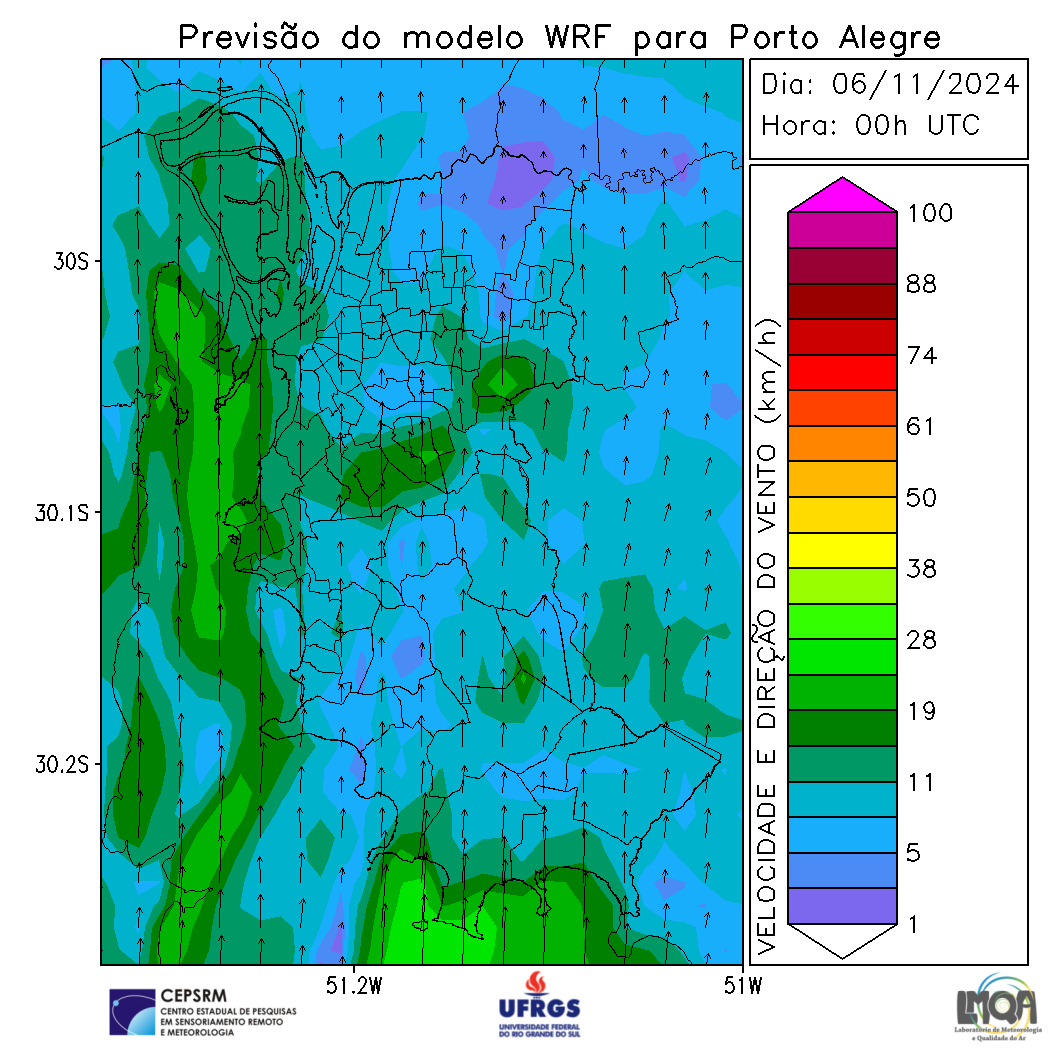 Previsão do modelo WRF para Porto Alegre
Dia: 06/11/2024
Hora: 00h UTC
30S
30.1S
30.2S
51.2W
51W
VELOCIDADE E DIREÇÃO DO VENTO (km/h)
100
88
74
61
50
38
28
19
11
5
1
CEPSRM
CENTRO ESTADUAL DE PESQUISAS
EM SENSORIAMENTO REMOTO
E METEOROLOGIA
UFRGS
UNIVERSIDADE FEDERAL
DO RIO GRANDE DO SUL
LMQA
Laboratório de Meteorologia
e Qualidade do Ar